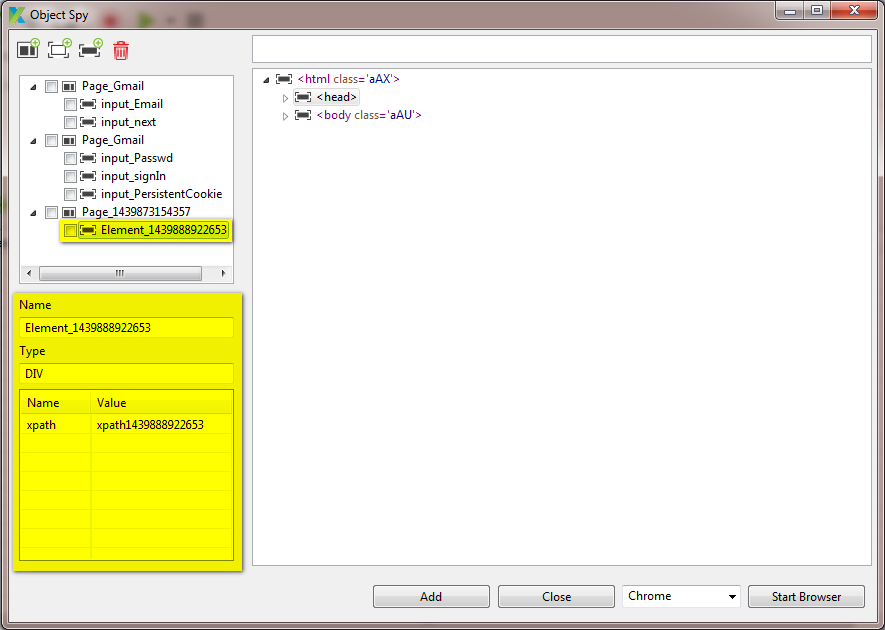 Object Spy
Page_Gmail
input_Email
input_next
Page_Gmail
input_Passwd
input_signIn
input_PersistentCookie
Page_1439873154357
Element_1439888922653
Name
Element_1439888922653
Type
DIV
Name Value
xpath xpath1439888922653
<html class='aAX'>
<head>
<body class='aAU'>
Add Close Chrome Start Browser